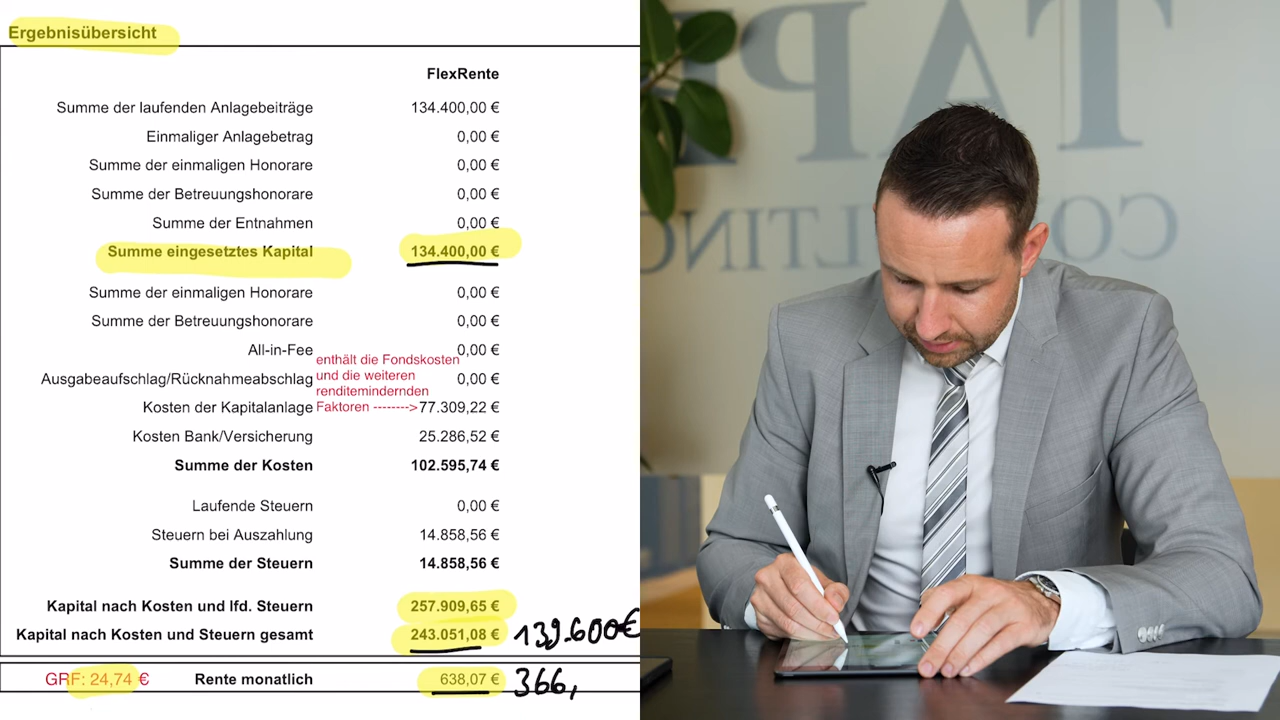 Ergebnisübersicht
FlexRente
Summe der laufenden Anlagebeiträge 134.400,00 €
Einmaliger Anlagebetrag 0,00 €
Summe der einmaligen Honorare 0,00 €
Summe der Betreuungshonorare 0,00 €
Summe der Entnahmen 0,00 €
Summe eingesetztes Kapital 134.400,00 €
Summe der einmaligen Honorare 0,00 €
Summe der Betreuungshonorare 0,00 €
All-in-Fee 0,00 €
enthält die Fondskosten
und die weiteren
Ausgabeaufschlag/Rücknahmeabschlag 0,00 €
renditemindernden
Kosten der Kapitalanlage Faktoren --------> 77.309,22 €
Kosten Bank/Versicherung 25.286,52 €
Summe der Kosten 102.595,74 €
Laufende Steuern 0,00 €
Steuern bei Auszahlung 14.858,56 €
Summe der Steuern 14.858,56 €
Kapital nach Kosten und lfd. Steuern 257.909,65 €
Kapital nach Kosten und Steuern gesamt 243.051,08 € 139.600€
GRF: 24,74 € Rente monatlich 638,07 € 366,